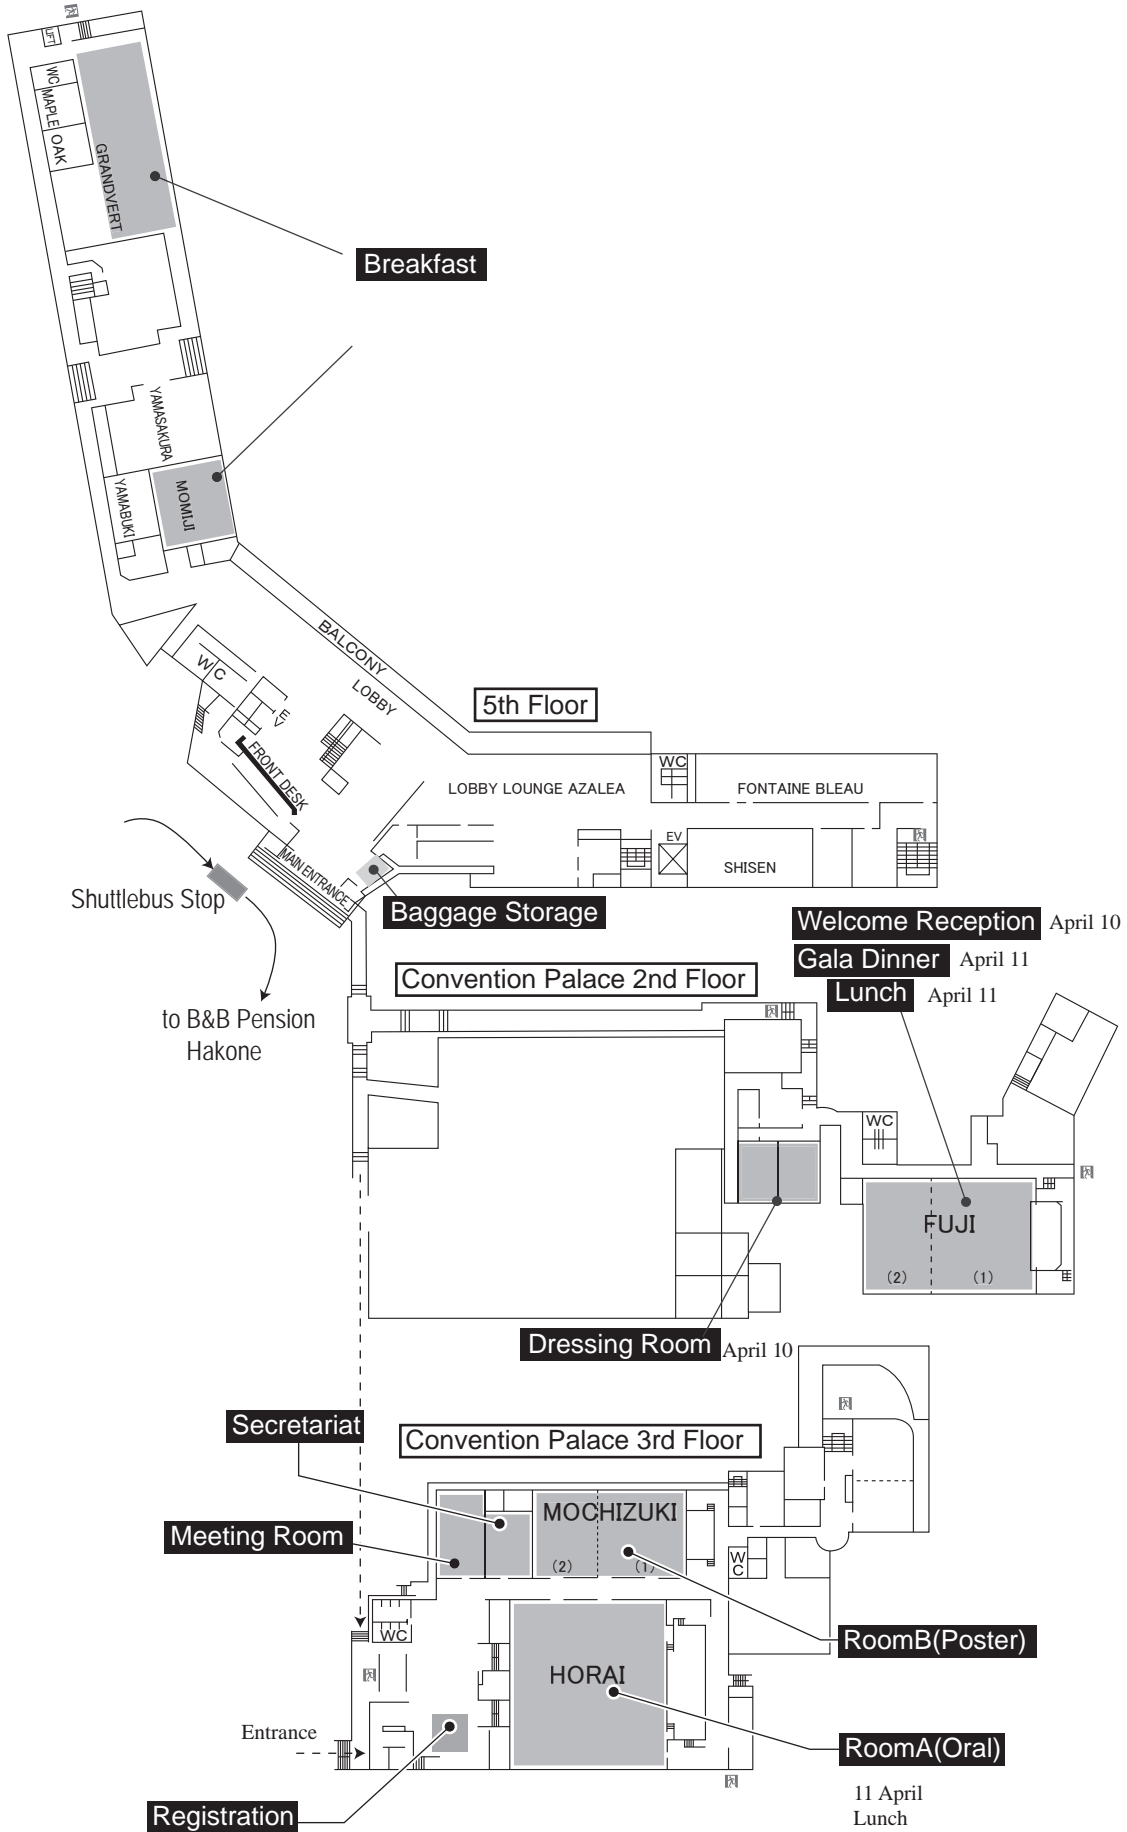 LIFT
WC
MAPLE
OAK
GRANDVERT
Breakfast
YAMASAKURA
YAMABUKI
MOMIJI
BALCONY
LOBBY
WC
EV
FRONT DESK
5th Floor
WC
LOBBY LOUNGE AZALEA
FONTAINE BLEAU
EV
SHISEN
MAIN ENTRANCE
Shuttlebus Stop
Baggage Storage
Welcome Reception April 10
Gala Dinner April 11
Lunch April 11
Convention Palace 2nd Floor
to B&B Pension
Hakone
WC
FUJI
(2) (1)
Dressing Room April 10
Secretariat
Convention Palace 3rd Floor
MOCHIZUKI
Meeting Room
(2) (1)
WC
WC
RoomB(Poster)
HORAI
Entrance
RoomA(Oral)
11 April
Lunch
Registration